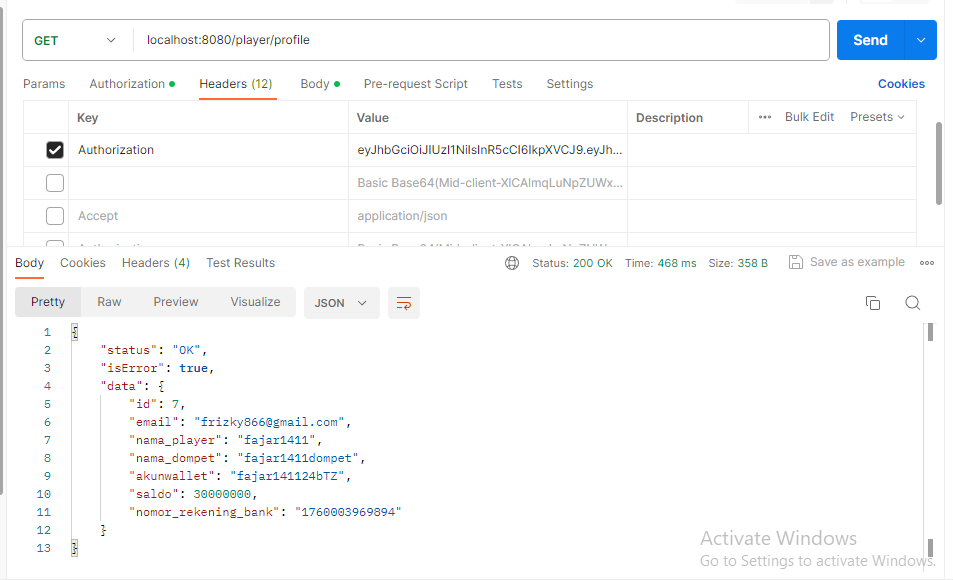 GET localhost:8080/player/profile Send
Params Authorization Headers (12) Body Pre-request Script Tests Settings Cookies
Key Value Description Bulk Edit Presets
Authorization eyJhbGciOiJIUzI1NiIsInR5cCI6IkpXVCJ9.eyJh...
Basic Base64(Mid-client-XlCAlmqLuNpZUWx...
Accept application/json
Body Cookies Headers (4) Test Results Status: 200 OK Time: 468 ms Size: 358 B Save as example
Pretty Raw Preview Visualize JSON
1 {
2 "status": "OK",
3 "isError": true,
4 "data": {
5 "id": 7,
6 "email": "frizky866@gmail.com",
7 "nama_player": "fajar1411",
8 "nama_dompet": "fajar1411dompet",
9 "akunwallet": "fajar141124bTZ",
10 "saldo": 30000000,
11 "nomor_rekening_bank": "1760003969894"
12 }
13 }
Activate Windows
Go to Settings to activate Windows.